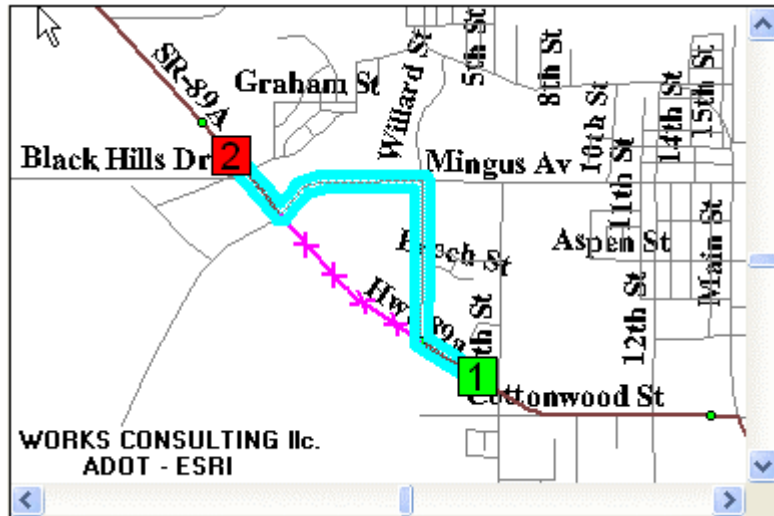 SR-89A
Graham St
Willard St
5th St
8th St
10th St
14th St
15th St
Black Hills Dr
2
Mingus Av
11th St
Aspen St
Main St
12th St
St
Hwy
1
Cottonwood St
WORKS CONSULTING llc.
ADOT - ESRI